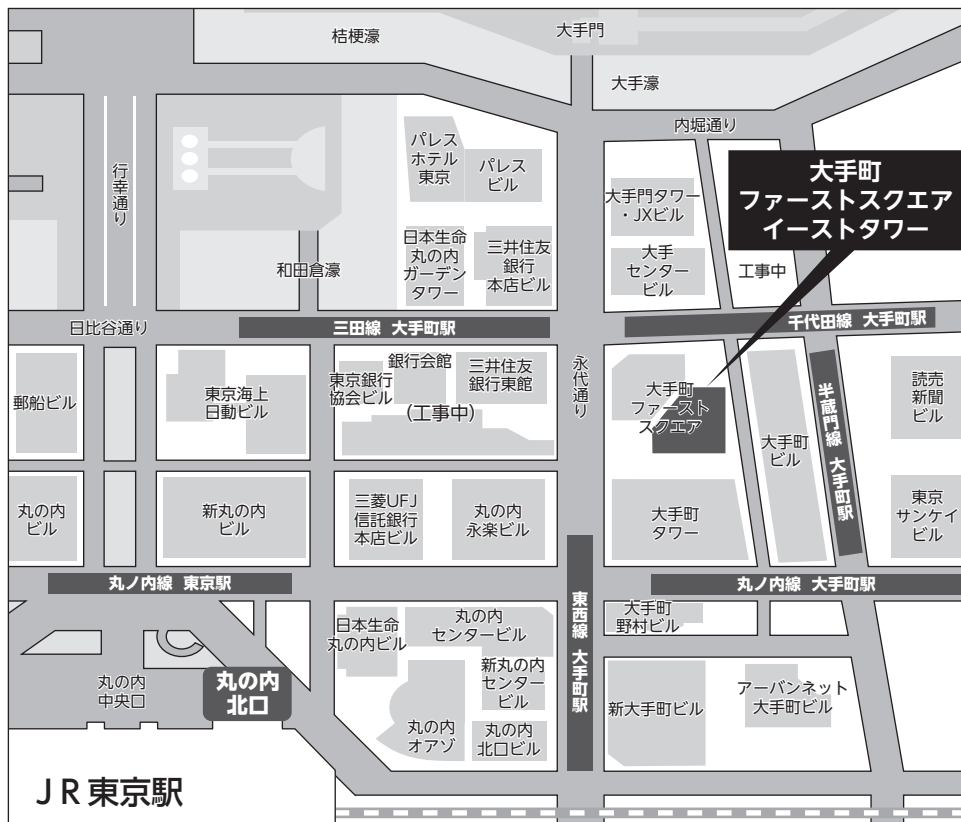 桔梗濠
大手門
大手濠
内堀通り
行幸通り
パレス
ホテル
東京
パレス
ビル
大手門タワー
・JXビル
大手町
ファーストスクエア
イーストタワー
日本生命
丸の内
ガーデン
タワー
三井住友
銀行
本店ビル
大手
センター
ビル
工事中
和田倉濠
日比谷通り
三田線 大手町駅
千代田線 大手町駅
郵船ビル
東京海上
日動ビル
東京銀行
協会ビル
銀行会館
(工事中)
三井住友
銀行東館
永代通り
大手町
ファースト
スクエア
大手町
ビル
半蔵門線 大手町駅
読売
新聞
ビル
丸の内
ビル
新丸の内
ビル
三菱UFJ
信託銀行
本店ビル
丸の内
永楽ビル
大手町
タワー
東京
サンケイ
ビル
丸ノ内線 東京駅
東西線 大手町駅
丸ノ内線 大手町駅
日本生命
丸の内ビル
丸の内
センタービル
大手町
野村ビル
丸の内
中央口
丸の内
北口
新丸の内
センター
ビル
丸の内
オアゾ
丸の内
北口ビル
新大手町ビル
アーバンネット
大手町ビル
JR東京駅